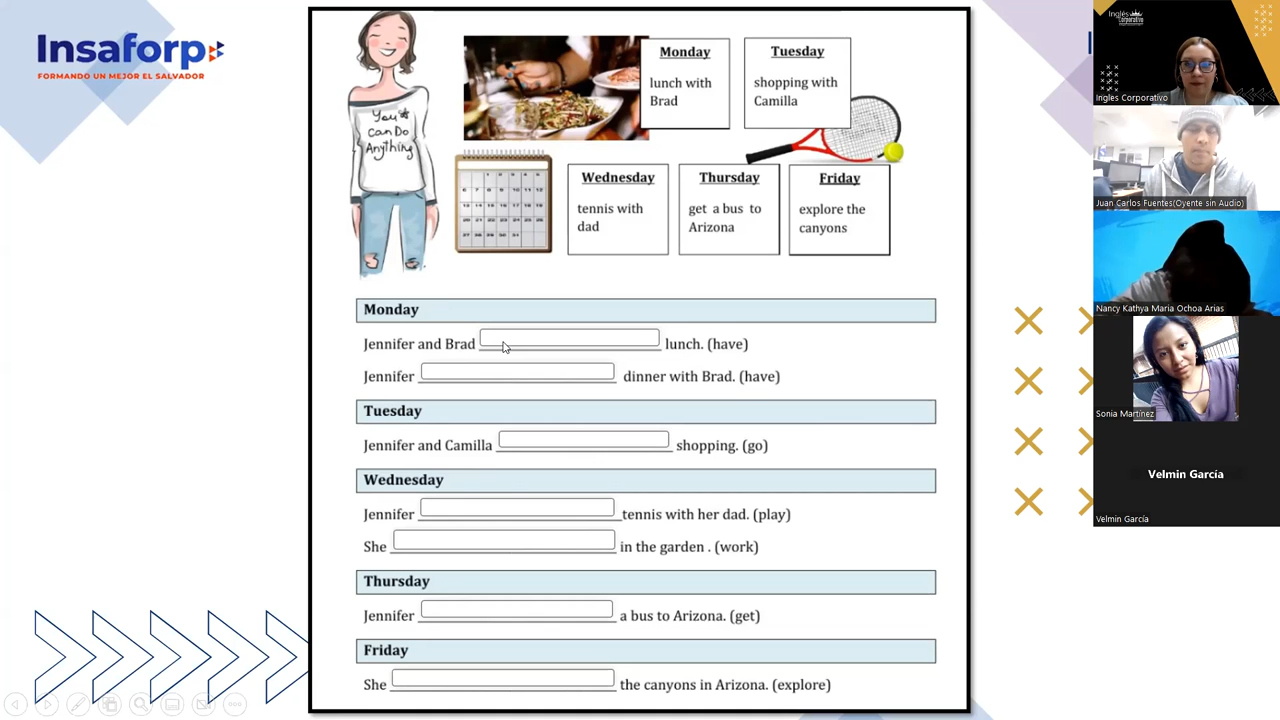 Insaforp
FORMANDO UN MEJOR EL SALVADOR
You
can Do
Anything
Monday
lunch with
Brad
Tuesday
shopping with
Camilla
Wednesday
tennis with
dad
Thursday
get a bus to
Arizona
Friday
explore the
canyons
Monday
Jennifer and Brad lunch. (have)
Jennifer dinner with Brad. (have)
Tuesday
Jennifer and Camilla shopping. (go)
Wednesday
Jennifer tennis with her dad. (play)
She in the garden . (work)
Thursday
Jennifer a bus to Arizona. (get)
Friday
She the canyons in Arizona. (explore)
Inglés
Corporativo
Ingles Corporativo
Juan Carlos Fuentes(Oyente sin Audio)
Nancy Kathya Maria Ochoa Arias
Sonia Martínez
Velmin García
Velmin García